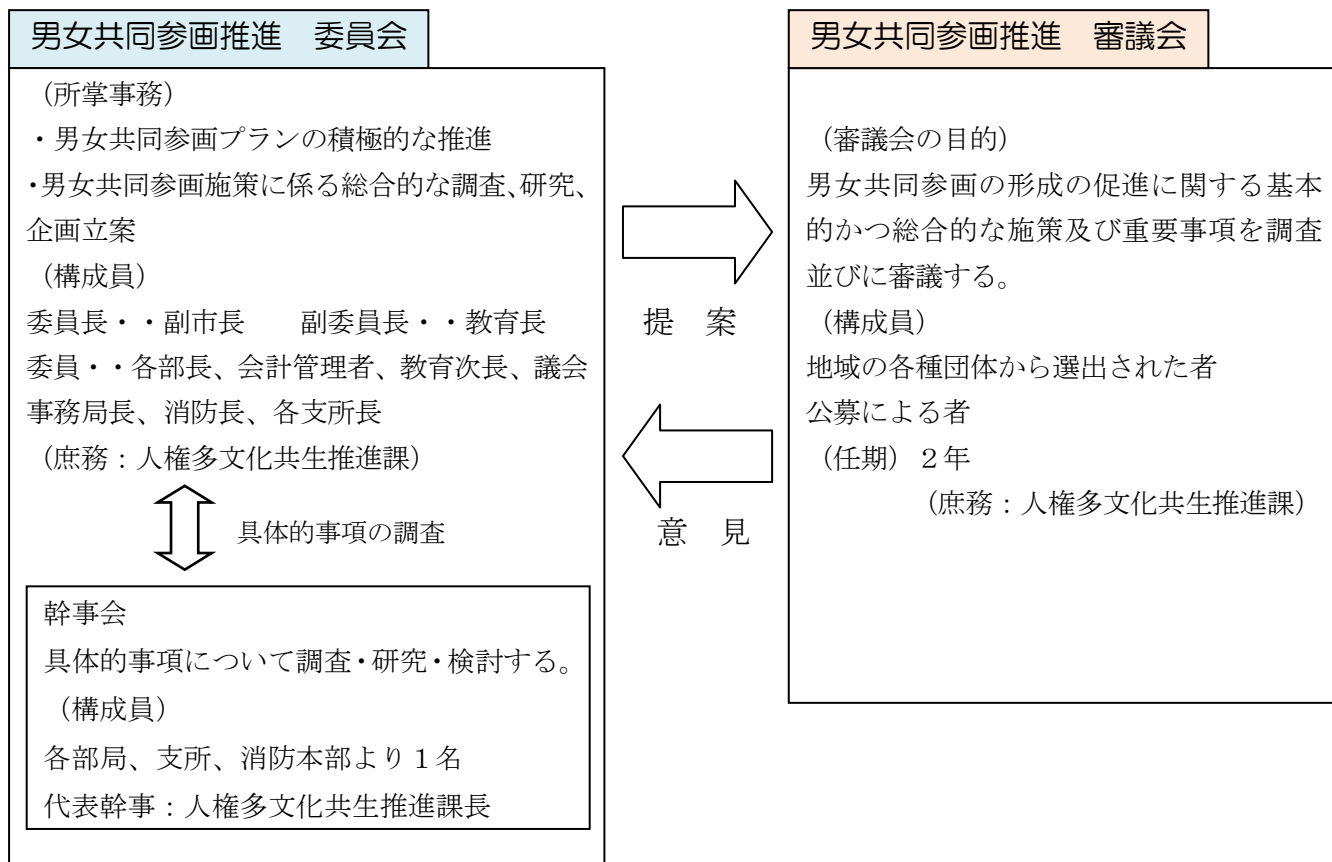 男女共同参画推進　委員会
（所掌事務）
・男女共同参画プランの積極的な推進
・男女共同参画施策に係る総合的な調査、研究、
企画立案
（構成員）
委員長・・副市長　　副委員長・・教育長
委員・・各部長、会計管理者、教育次長、議会
事務局長、消防長、各支所長
（庶務：人権多文化共生推進課）
具体的事項の調査
幹事会
具体的事項について調査・研究・検討する。
（構成員）
各部局、支所、消防本部より１名
代表幹事：人権多文化共生推進課長
提　案
意　見
男女共同参画推進　審議会
（審議会の目的）
男女共同参画の形成の促進に関する基本
的かつ総合的な施策及び重要事項を調査
並びに審議する。
（構成員）
地域の各種団体から選出された者
公募による者
（任期）２年
（庶務：人権多文化共生推進課）